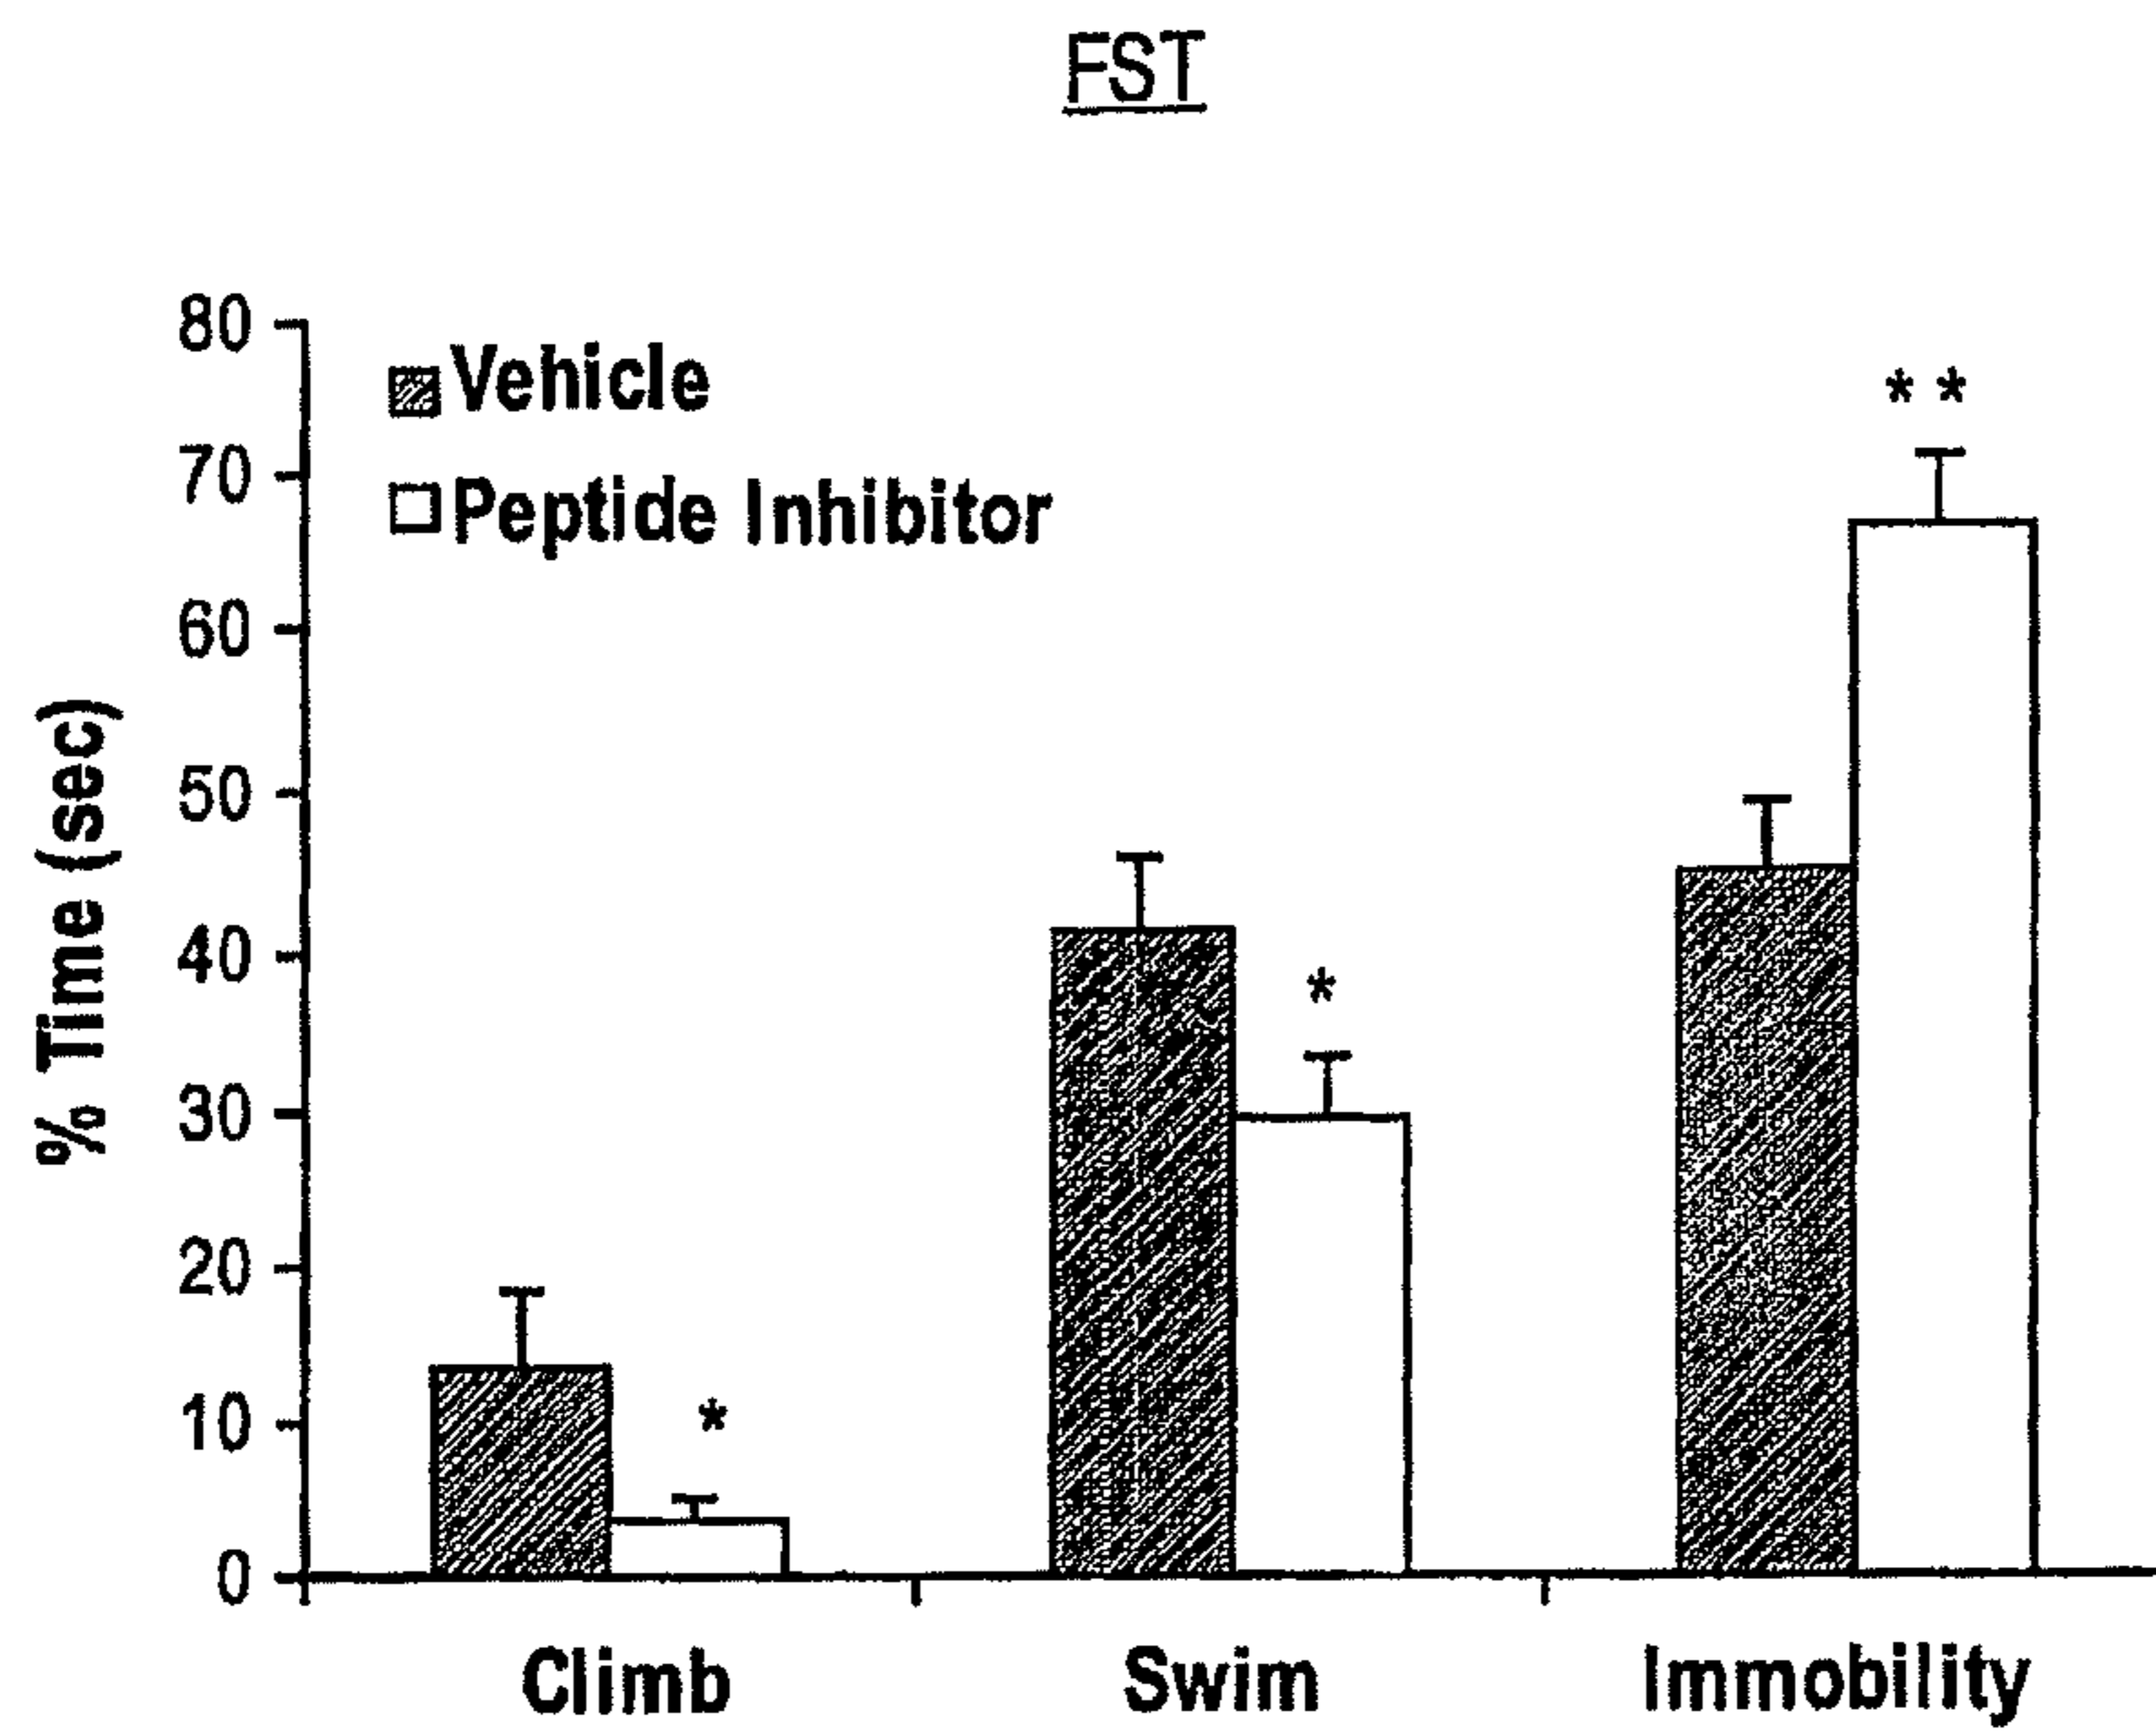 FST
80
70
60
50
40
30
20
10
0
% Time (sec)
Vehicle
Peptide Inhibitor
*
*
**
Climb
Swim
Immobility